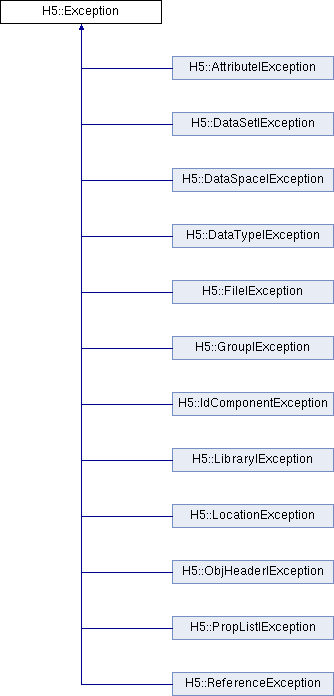 H5::Exception
H5::AttributeIException
H5::DataSetIException
H5::DataSpaceIException
H5::DataTypeIException
H5::FileIException
H5::GroupIException
H5::IdComponentException
H5::LibraryIException
H5::LocationException
H5::ObjHeaderIException
H5::PropListIException
H5::ReferenceException